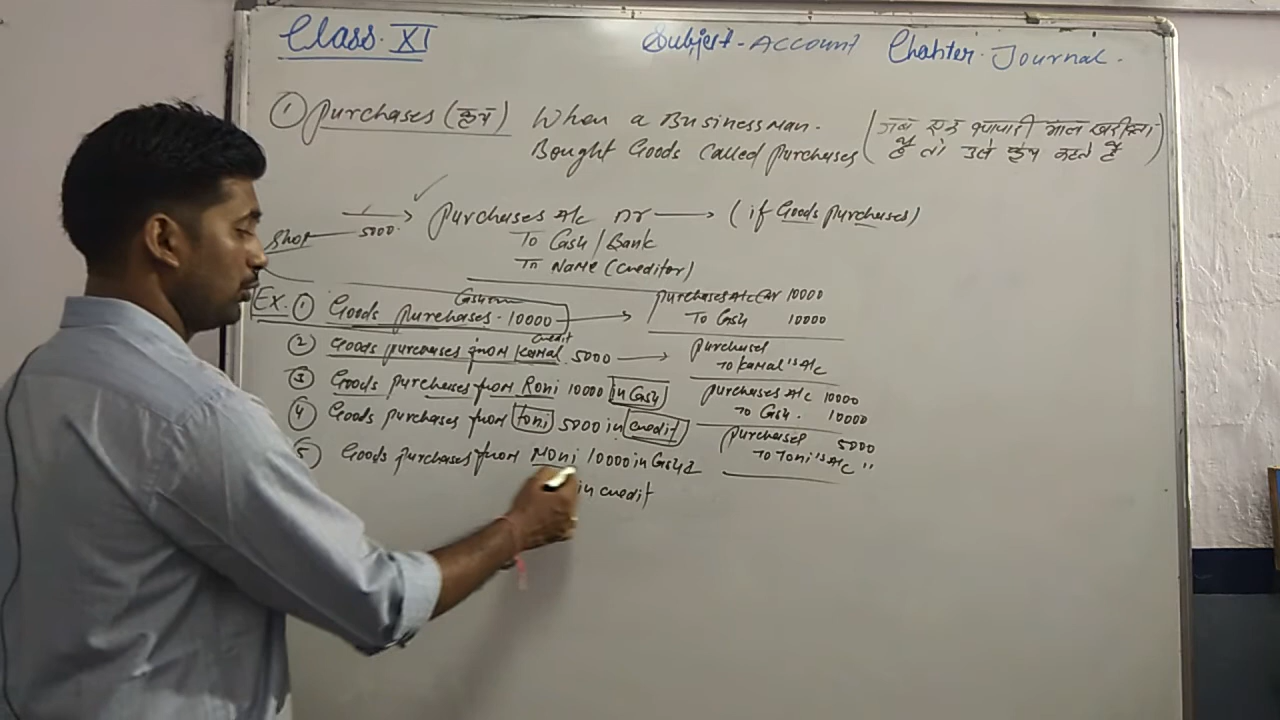 Class. XI
Subject - Account Chapter. Journal.
① Purchases (क्रय) When a Businessman.
Bought Goods Called Purchases
(जब एक व्यापारी माल खरीदता
है तो उसे क्रय कहते हैं)
Shop 5000. Purchases A/c Dr → (if Goods purchases)
To Cash / Bank
To Name (Creditor)
Cash
Ex. ① Goods purchases. 10000 → Purchases A/c Dr 10000
To Cash 10000
credit
② Goods purchases from Kamal 5000 → Purchases
To Kamal's A/c
③ Goods purchases from Roni 10000 in Cash Purchases A/c 10000
To Cash. 10000
④ Goods purchases from Toni 5000 in credit Purchases 5000
To Toni's A/c "
⑤ Goods purchases from Moni 10000 in Cash &
in credit